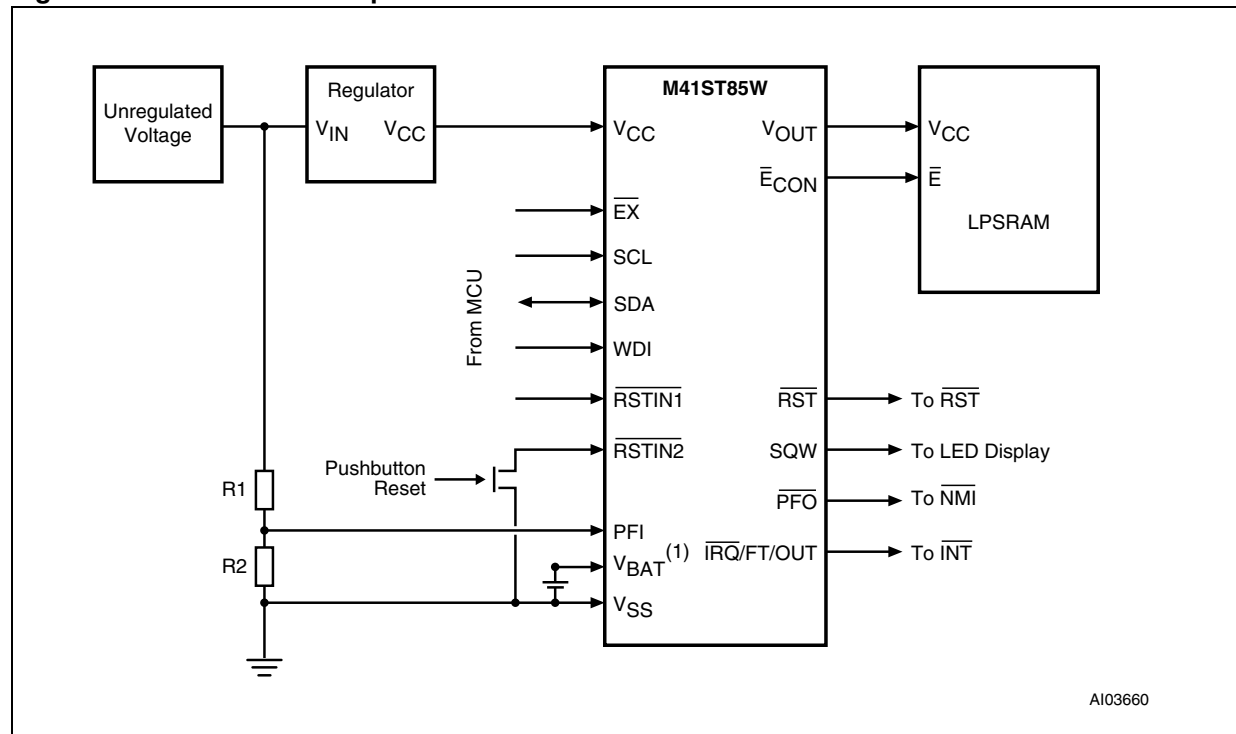 Unregulated
Voltage
Regulator
VIN VCC
M41ST85W
VCC
EX
SCL
SDA
WDI
RSTIN1
RSTIN2
PFI
VBAT(1)
VSS
VOUT
ECON
RST
SQW
PFO
IRQ/FT/OUT
VCC
E
LPSRAM
From MCU
Pushbutton
Reset
R1
R2
To RST
To LED Display
To NMI
To INT
AI03660